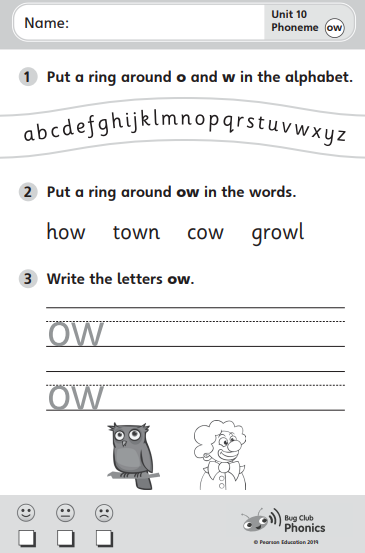 Name:
Unit 10
Phoneme ow
1 Put a ring around o and w in the alphabet.
abcdefghijklmnopqrstuvwxyz
2 Put a ring around ow in the words.
how town cow growl
3 Write the letters ow.
ow
ow
Bug Club
Phonics
© Pearson Education 2019